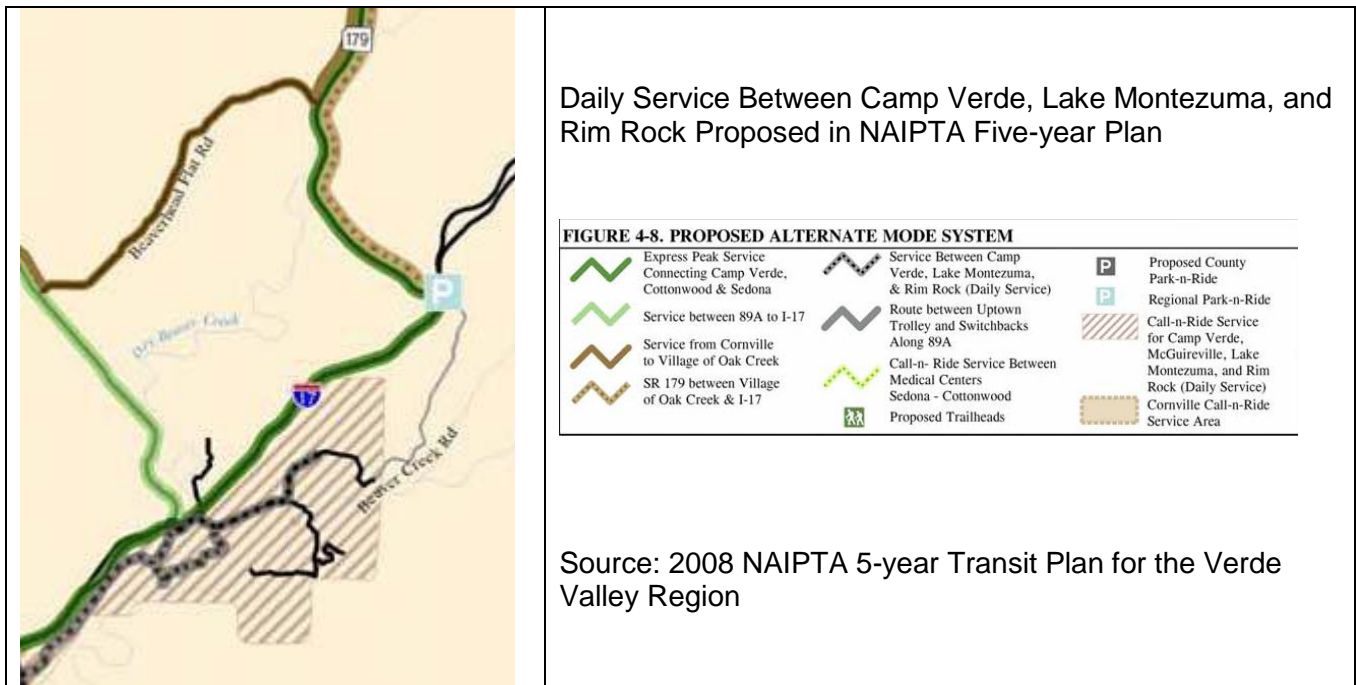 179
Beaverhead Flat Rd
Dry Beaver Creek
P
17
Beaver Creek Rd
Daily Service Between Camp Verde, Lake Montezuma, and
Rim Rock Proposed in NAIPTA Five-year Plan
FIGURE 4-8. PROPOSED ALTERNATE MODE SYSTEM
Express Peak Service
Connecting Camp Verde,
Cottonwood & Sedona
Service between 89A to I-17
Service from Cornville
to Village of Oak Creek
SR 179 between Village
of Oak Creek & I-17
Service Between Camp
Verde, Lake Montezuma,
& Rim Rock (Daily Service)
Route between Uptown
Trolley and Switchbacks
Along 89A
Call-n- Ride Service Between
Medical Centers
Sedona - Cottonwood
Proposed Trailheads
P
Proposed County
Park-n-Ride
P
Regional Park-n-Ride
Call-n-Ride Service
for Camp Verde,
McGuireville, Lake
Montezuma, and Rim
Rock (Daily Service)
Cornville Call-n-Ride
Service Area
Source: 2008 NAIPTA 5-year Transit Plan for the Verde
Valley Region